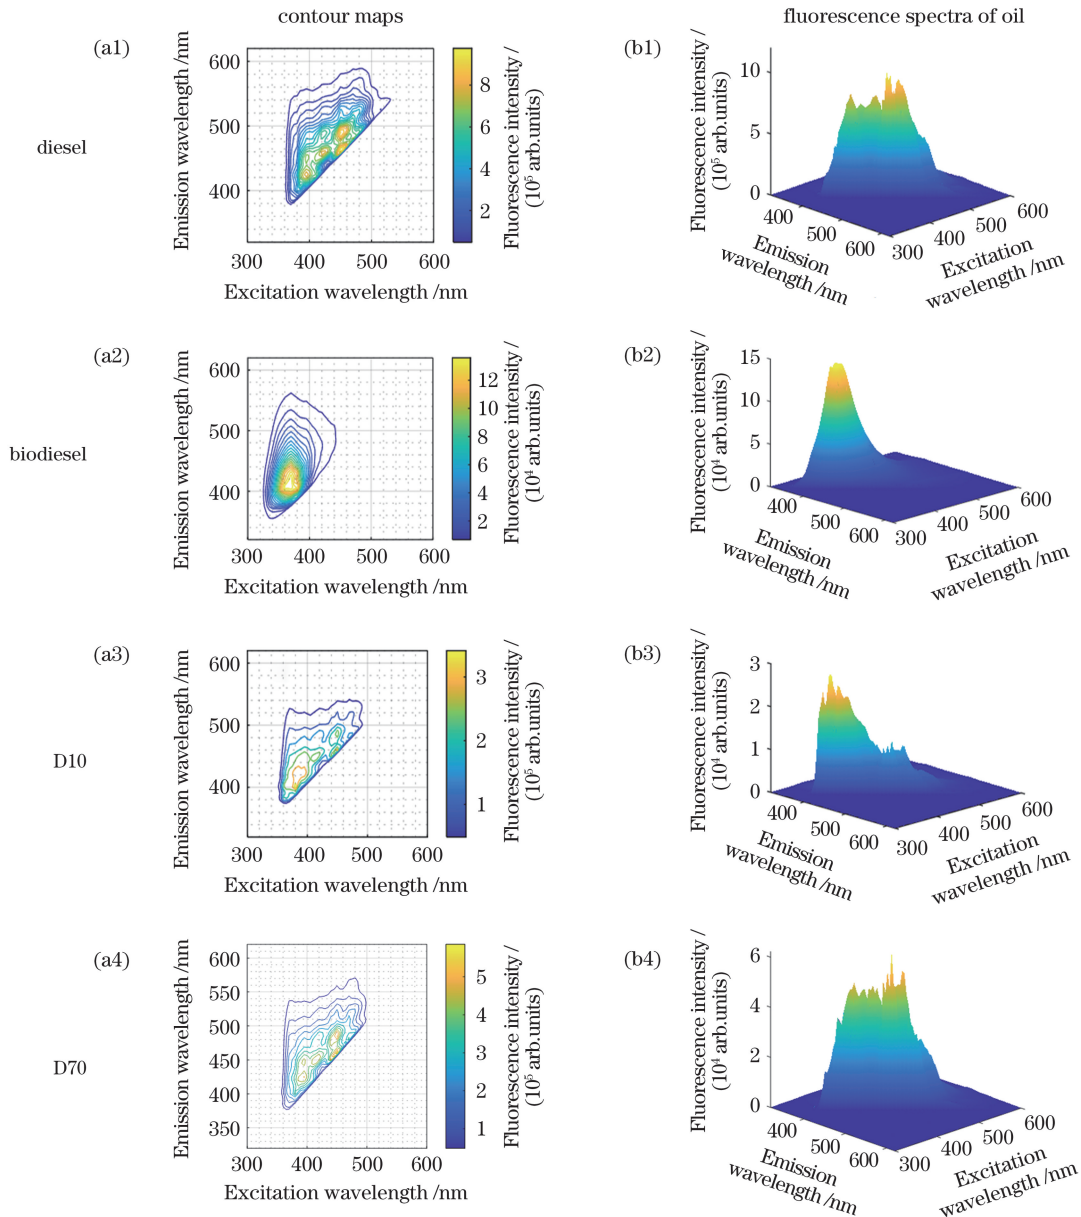 contour maps
fluorescence spectra of oil
diesel
(a1)
Emission wavelength /nm
600
500
400
300 400 500 600
Excitation wavelength /nm
8
6
4
2
Fluorescence intensity /
(10⁵ arb.units)
(b1)
Fluorescence intensity /
(10⁵ arb.units)
10
5
0
400
500
600
Emission
wavelength /nm
300
400
500
600
Excitation
wavelength /nm
biodiesel
(a2)
Emission wavelength /nm
600
500
400
300 400 500 600
Excitation wavelength /nm
12
10
8
6
4
2
Fluorescence intensity /
(10⁴ arb.units)
(b2)
Fluorescence intensity /
(10⁴ arb.units)
15
10
5
0
400
500
600
Emission
wavelength /nm
300
400
500
600
Excitation
wavelength /nm
D10
(a3)
Emission wavelength /nm
600
500
400
300 400 500 600
Excitation wavelength /nm
3
2
1
Fluorescence intensity /
(10⁵ arb.units)
(b3)
Fluorescence intensity /
(10⁴ arb.units)
3
2
1
0
400
500
600
Emission
wavelength /nm
300
400
500
600
Excitation
wavelength /nm
D70
(a4)
Emission wavelength /nm
600
550
500
450
400
350
300 400 500 600
Excitation wavelength /nm
5
4
3
2
1
Fluorescence intensity /
(10⁵ arb.units)
(b4)
Fluorescence intensity /
(10⁴ arb.units)
6
4
2
0
400
500
600
Emission
wavelength /nm
300
400
500
600
Excitation
wavelength /nm